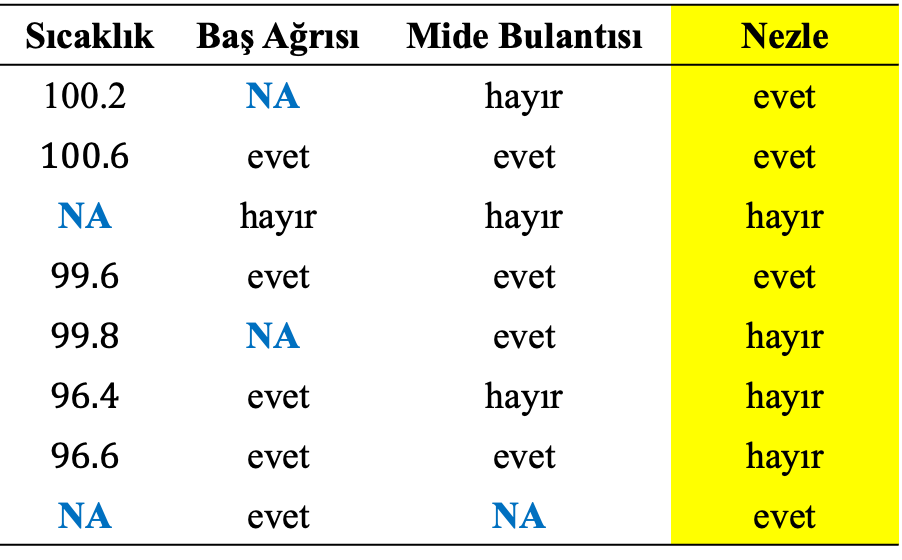 Sıcaklık Baş Ağrısı Mide Bulantısı Nezle
100.2 NA hayır evet
100.6 evet evet evet
NA hayır hayır hayır
99.6 evet evet evet
99.8 NA evet hayır
96.4 evet hayır hayır
96.6 evet evet hayır
NA evet NA evet